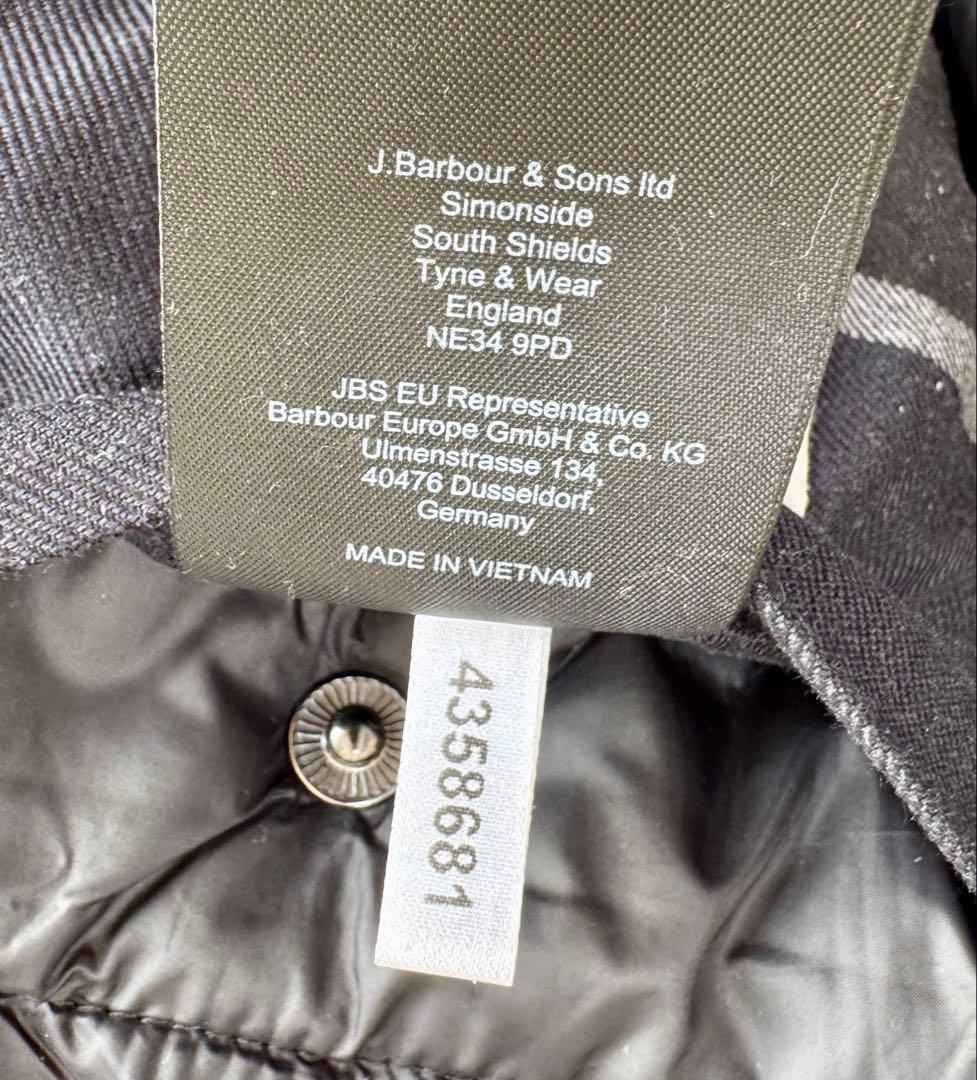 J.Barbour & Sons ltd
Simonside
South Shields
Tyne & Wear
England
NE34 9PD
JBS EU Representative
Barbour Europe GmbH & Co. KG
Ulmenstrasse 134,
40476 Dusseldorf,
Germany
MADE IN VIETNAM
4358681